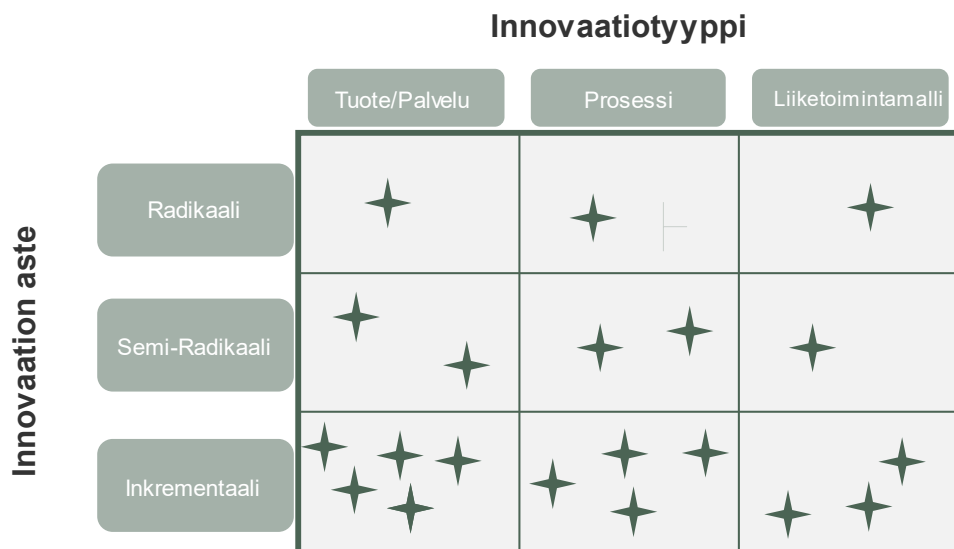 Innovaatiotyyppi
Tuote/Palvelu
Prosessi
Liiketoimintamalli
Innovaation aste
Radikaali
Semi-Radikaali
Inkrementaali